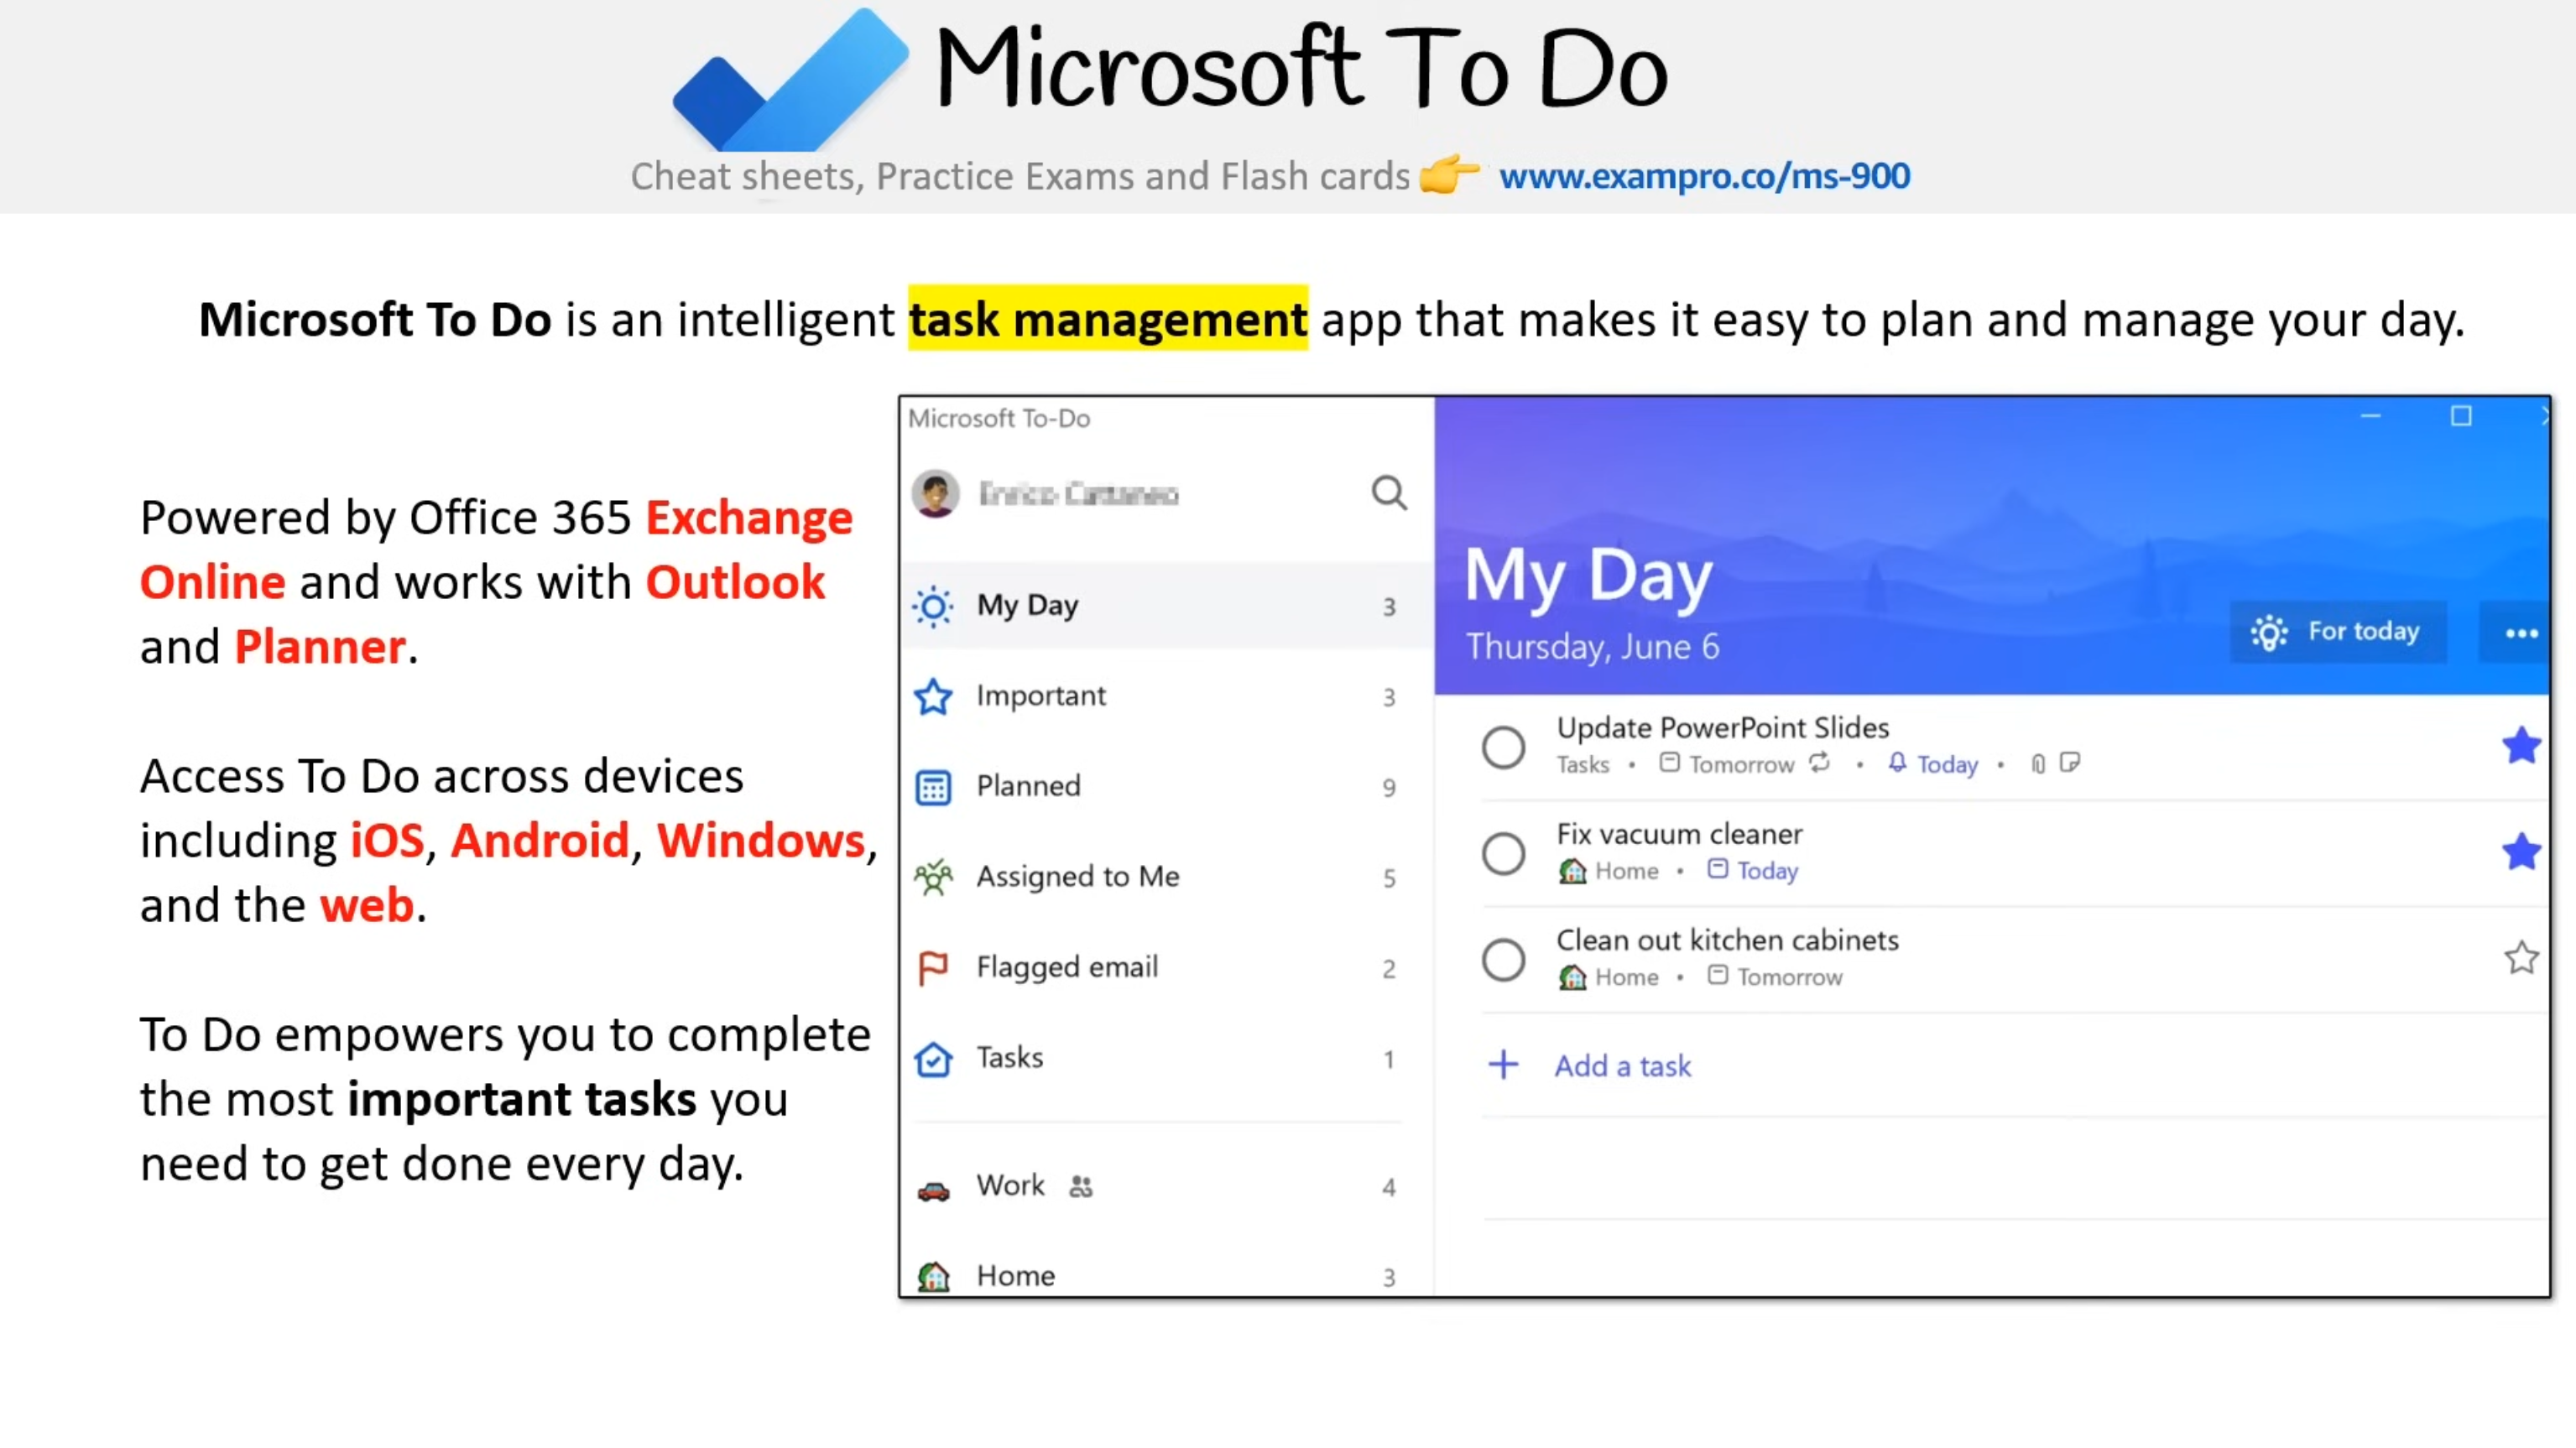 Microsoft To Do
Cheat sheets, Practice Exams and Flash cards 👉 www.exampro.co/ms-900
Microsoft To Do is an intelligent task management app that makes it easy to plan and manage your day.
Powered by Office 365 Exchange
Online and works with Outlook
and Planner.
Access To Do across devices
including iOS, Android, Windows,
and the web.
To Do empowers you to complete
the most important tasks you
need to get done every day.
Microsoft To-Do
My Day 3
Important 3
Planned 9
Assigned to Me 5
Flagged email 2
Tasks 1
Work 4
Home 3
My Day
Thursday, June 6
For today
Update PowerPoint Slides
Tasks • Tomorrow • Today •
Fix vacuum cleaner
Home • Today
Clean out kitchen cabinets
Home • Tomorrow
+ Add a task